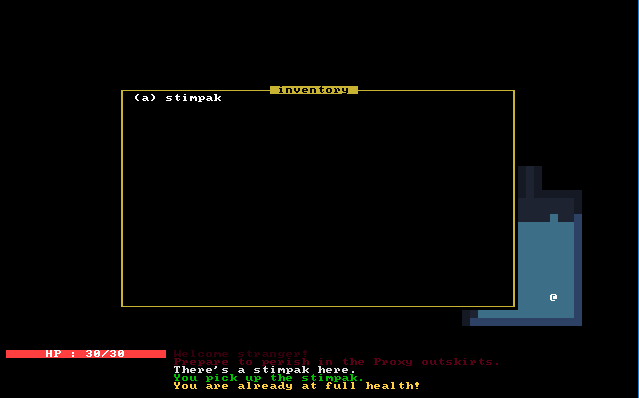 inventory
(a) stimpak
@
HP : 30/30
Welcome stranger!
Prepare to perish in the Proxy outskirts.
There's a stimpak here.
You pick up the stimpak.
You are already at full health!